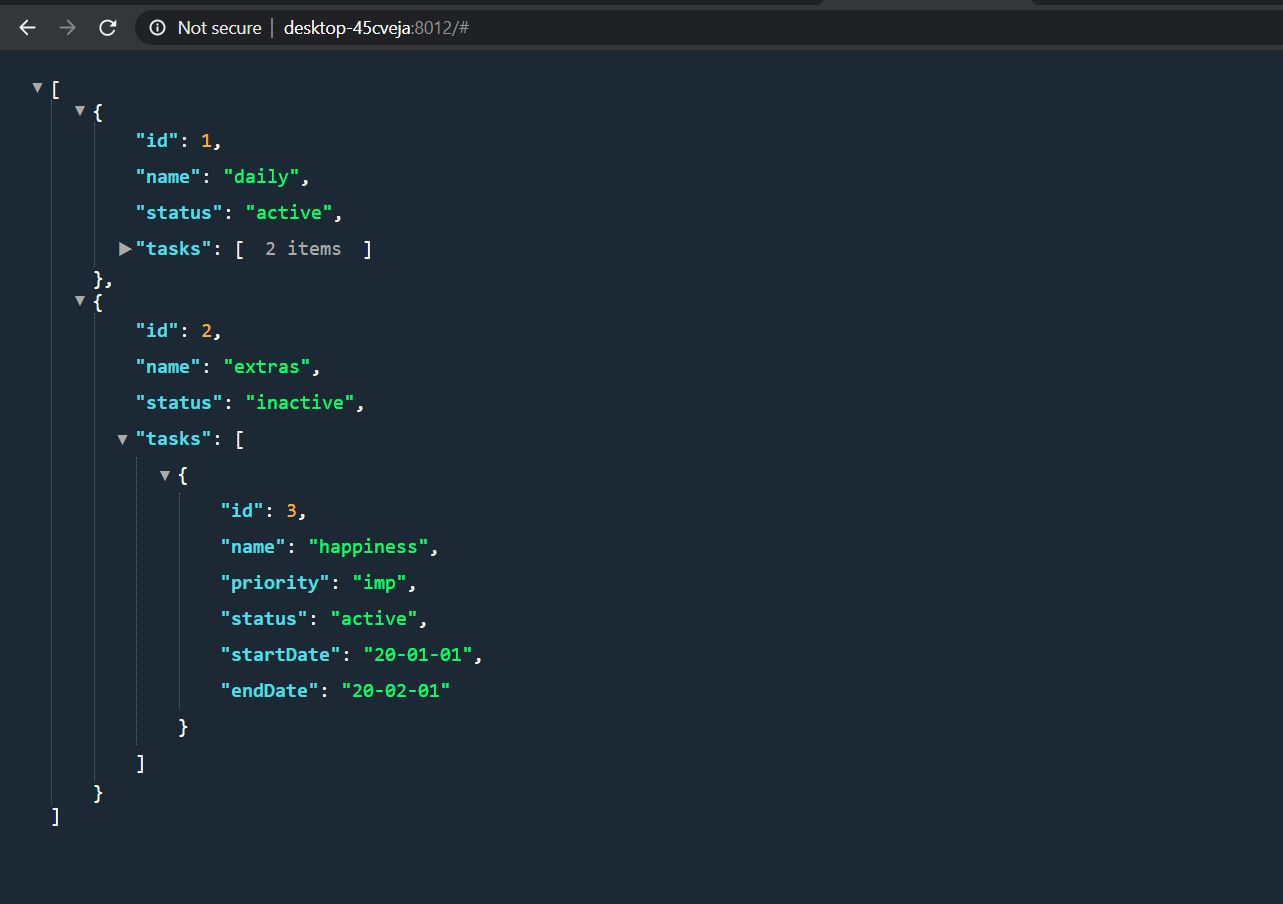 Not secure | desktop-45cveja:8012/#
[
{
"id": 1,
"name": "daily",
"status": "active",
"tasks": [ 2 items ]
},
{
"id": 2,
"name": "extras",
"status": "inactive",
"tasks": [
{
"id": 3,
"name": "happiness",
"priority": "imp",
"status": "active",
"startDate": "20-01-01",
"endDate": "20-02-01"
}
]
}
]